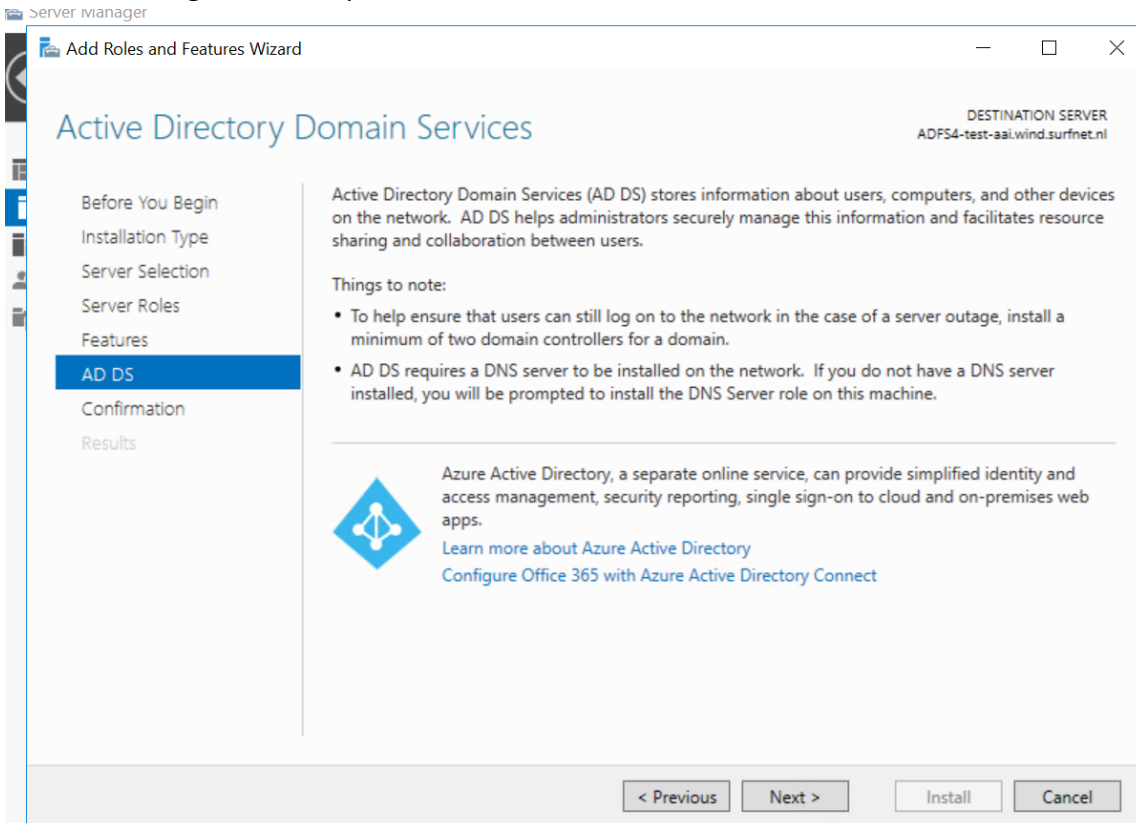 Server Manager
Add Roles and Features Wizard
Active Directory Domain Services
DESTINATION SERVER
ADFS4-test-aai.wind.surfnet.nl
Before You Begin
Installation Type
Server Selection
Server Roles
Features
AD DS
Confirmation
Results
Active Directory Domain Services (AD DS) stores information about users, computers, and other devices
on the network.  AD DS helps administrators securely manage this information and facilitates resource
sharing and collaboration between users.
Things to note:
• To help ensure that users can still log on to the network in the case of a server outage, install a
minimum of two domain controllers for a domain.
• AD DS requires a DNS server to be installed on the network.  If you do not have a DNS server
installed, you will be prompted to install the DNS Server role on this machine.
Azure Active Directory, a separate online service, can provide simplified identity and
access management, security reporting, single sign-on to cloud and on-premises web
apps.
Learn more about Azure Active Directory
Configure Office 365 with Azure Active Directory Connect
< Previous
Next >
Install
Cancel